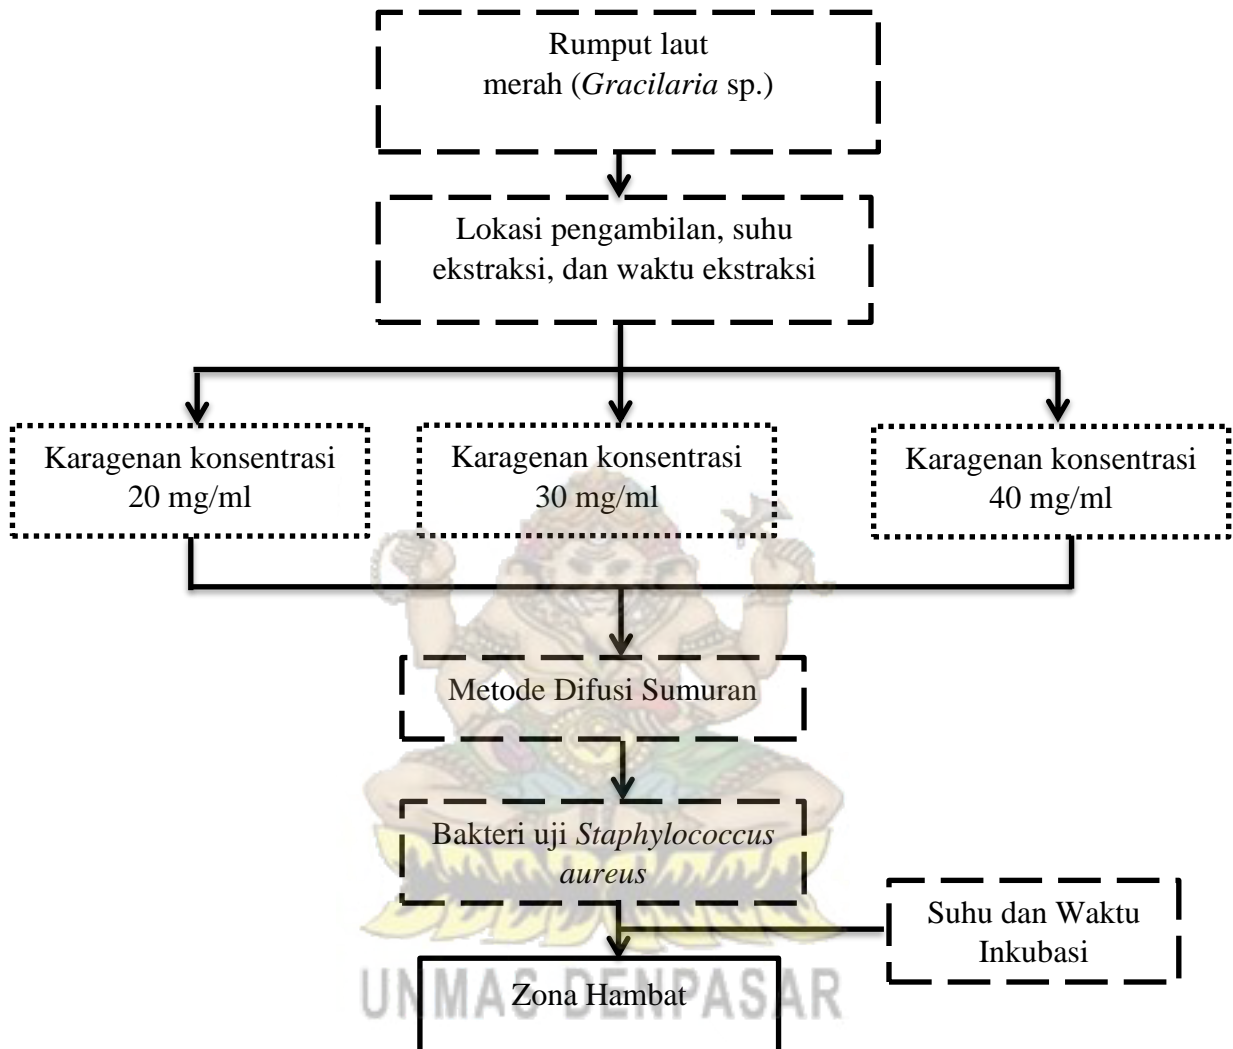 Rumput laut
merah (Gracilaria sp.)
Lokasi pengambilan, suhu
ekstraksi, dan waktu ekstraksi
Karagenan konsentrasi
20 mg/ml
Karagenan konsentrasi
30 mg/ml
Karagenan konsentrasi
40 mg/ml
Metode Difusi Sumuran
Bakteri uji Staphylococcus
aureus
Suhu dan Waktu
Inkubasi
Zona Hambat
UNMAS DENPASAR